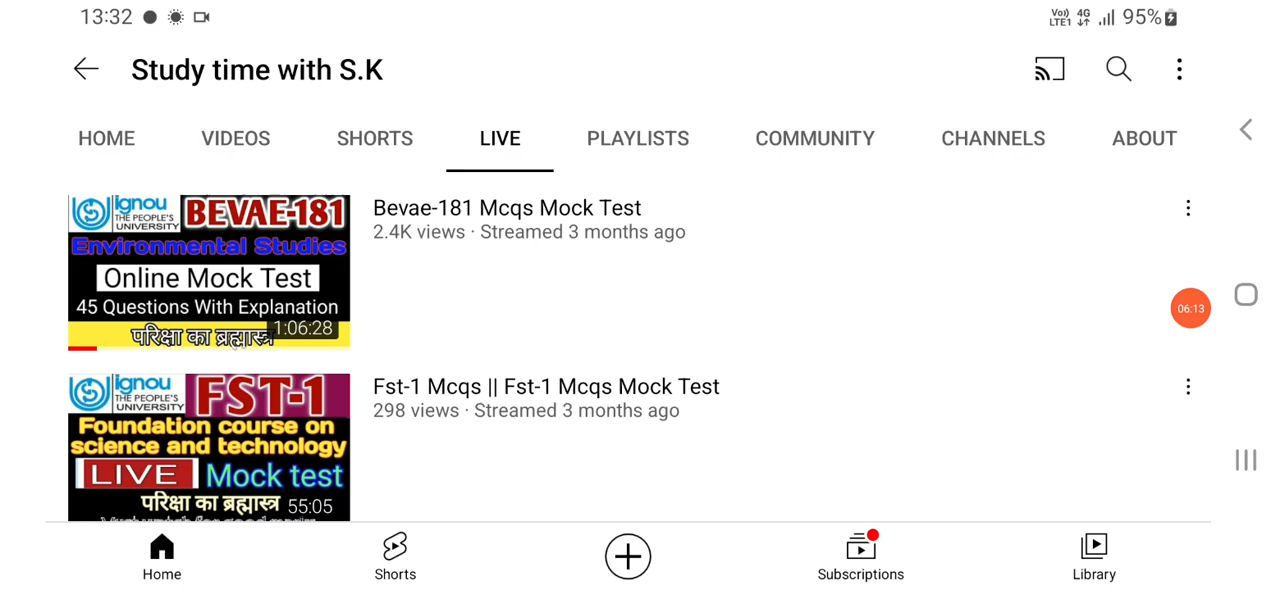 13:32 Vo) LTE1 4G 95%
Study time with S.K
HOME VIDEOS SHORTS LIVE PLAYLISTS COMMUNITY CHANNELS ABOUT
ignou THE PEOPLE'S UNIVERSITY BEVAE-181
Environmental Studies
Online Mock Test
45 Questions With Explanation
परिक्षा का ब्रह्मास्त्र 1:06:28
Bevae-181 Mcqs Mock Test
2.4K views · Streamed 3 months ago
06:13
ignou THE PEOPLE'S UNIVERSITY FST-1
Foundation course on
science and technology
LIVE Mock test
परिक्षा का ब्रह्मास्त्र 55:05
Fst-1 Mcqs || Fst-1 Mcqs Mock Test
298 views · Streamed 3 months ago
Home Shorts Subscriptions Library